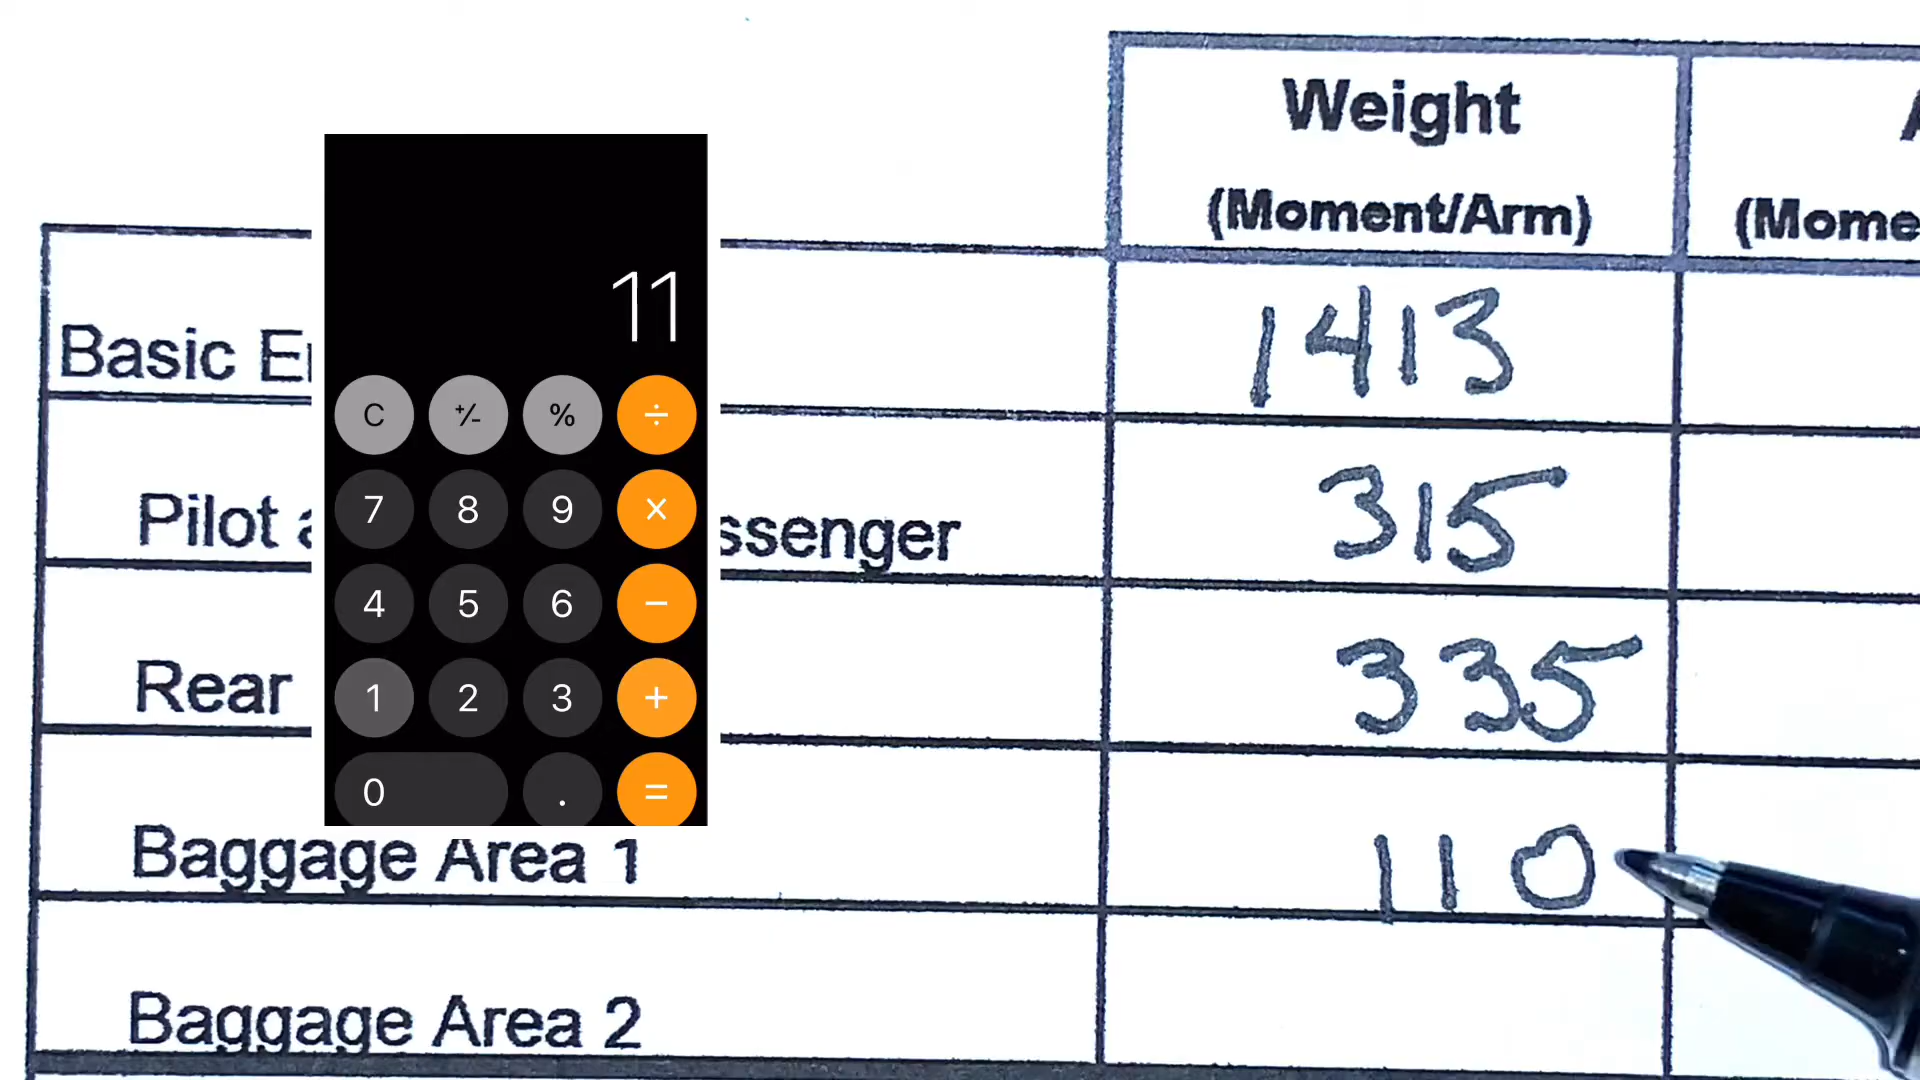 Weight
(Moment/Arm)
(Mome
Basic E
1413
Pilot
ssenger
315
Rear
335
Baggage Area 1
110
Baggage Area 2
11
C +/- % ÷
7 8 9 ×
4 5 6 −
1 2 3 +
0 . =